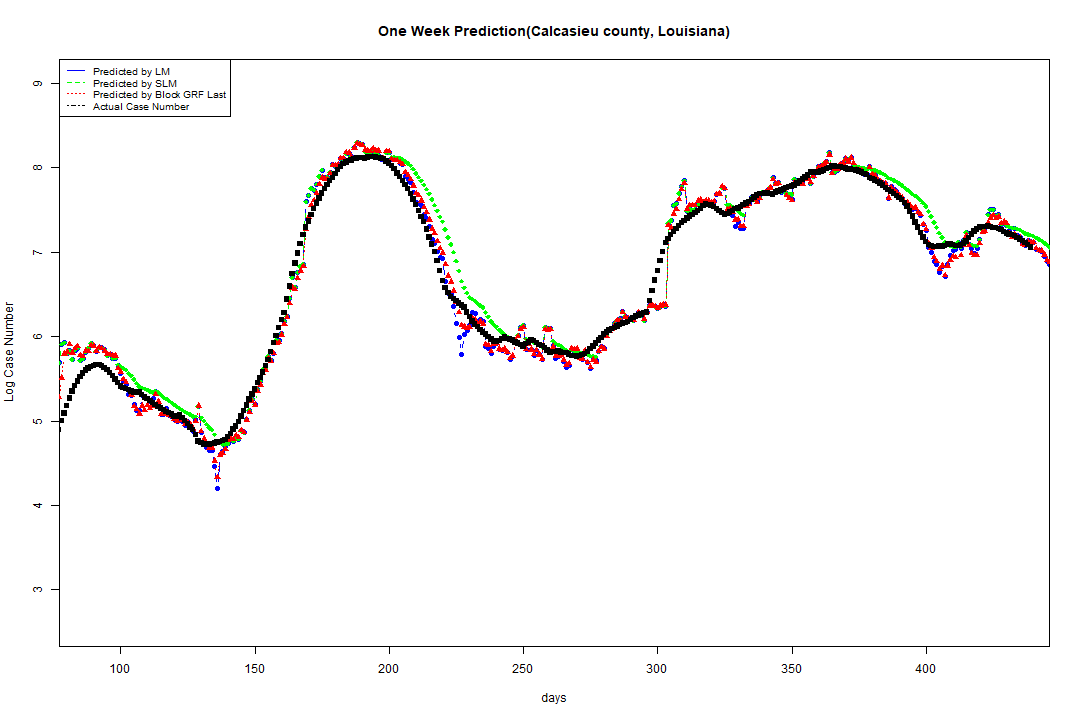 One Week Prediction(Calcasieu county, Louisiana)
Predicted by LM
Predicted by SLM
Predicted by Block GRF Last
Actual Case Number
9
8
7
6
5
4
3
Log Case Number
100 150 200 250 300 350 400
days